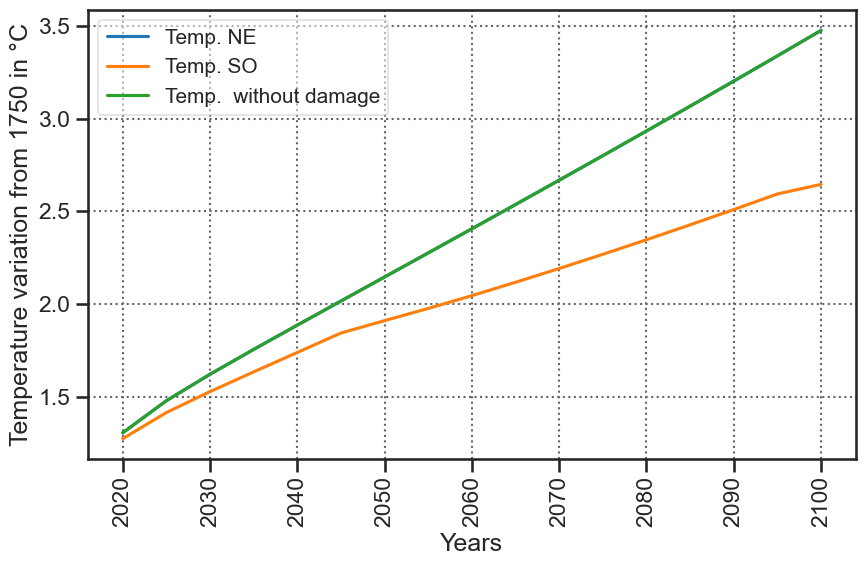 Temperature variation from 1750 in °C
3.5
3.0
2.5
2.0
1.5
Temp. NE
Temp. SO
Temp.  without damage
2020
2030
2040
2050
2060
2070
2080
2090
2100
Years